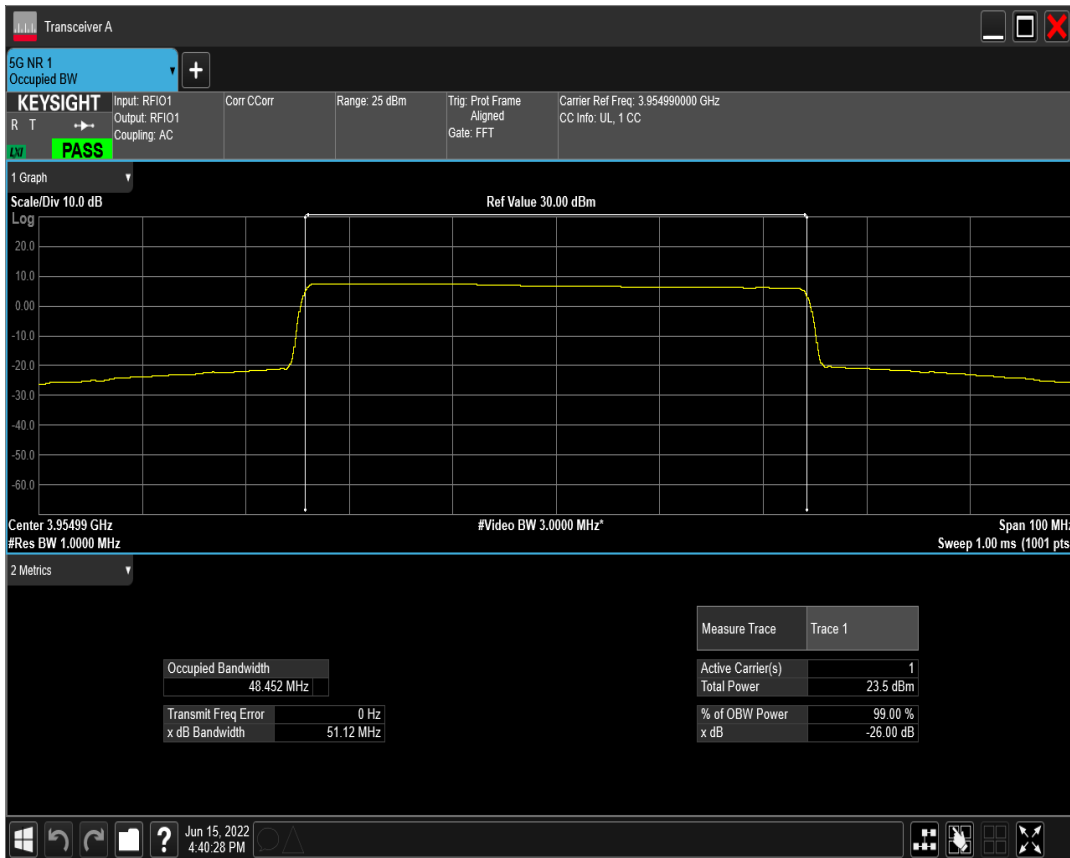 Transceiver A
5G NR 1
Occupied BW
KEYSIGHT
R T
LXI
PASS
Input: RFIO1
Output: RFIO1
Coupling: AC
Corr CCorr
Range: 25 dBm
Trig: Prot Frame
Aligned
Gate: FFT
Carrier Ref Freq: 3.954990000 GHz
CC Info: UL, 1 CC
1 Graph
Scale/Div 10.0 dB
Ref Value 30.00 dBm
Log
20.0
10.0
0.00
-10.0
-20.0
-30.0
-40.0
-50.0
-60.0
Center 3.95499 GHz
#Video BW 3.0000 MHz*
Span 100 MHz
#Res BW 1.0000 MHz
Sweep 1.00 ms (1001 pts
2 Metrics
Measure Trace Trace 1
Occupied Bandwidth
48.452 MHz
Active Carrier(s) 1
Total Power 23.5 dBm
Transmit Freq Error 0 Hz
x dB Bandwidth 51.12 MHz
% of OBW Power 99.00 %
x dB -26.00 dB
?
Jun 15, 2022
4:40:28 PM